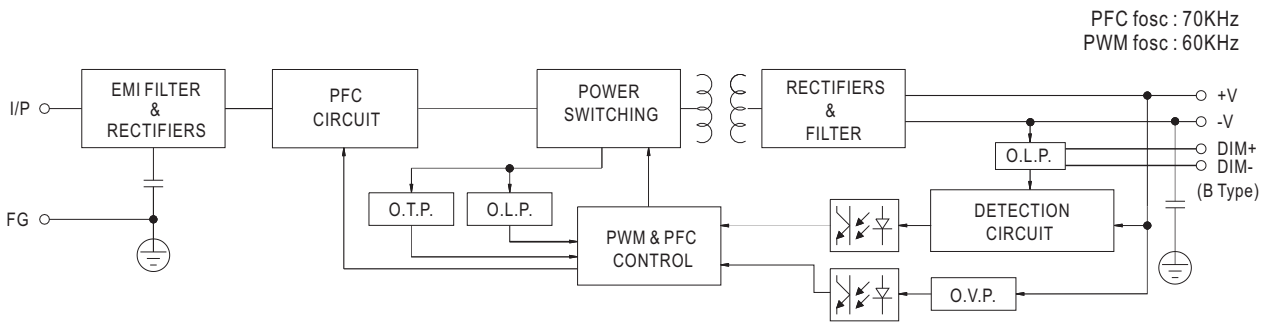 PFC fosc : 70KHz
PWM fosc : 60KHz
I/P
EMI FILTER
&
RECTIFIERS
PFC
CIRCUIT
POWER
SWITCHING
RECTIFIERS
&
FILTER
+V
-V
DIM+
DIM-
(B Type)
O.L.P.
FG
O.T.P.
O.L.P.
PWM & PFC
CONTROL
DETECTION
CIRCUIT
O.V.P.